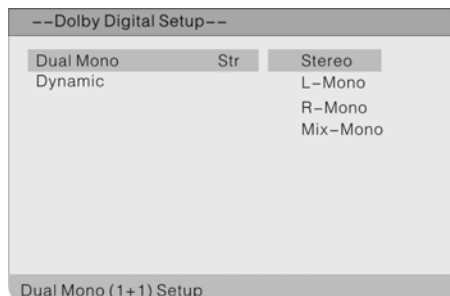 --Dolby Digital Setup--
Dual Mono Str Stereo
Dynamic L-Mono
R-Mono
Mix-Mono
Dual Mono (1+1) Setup